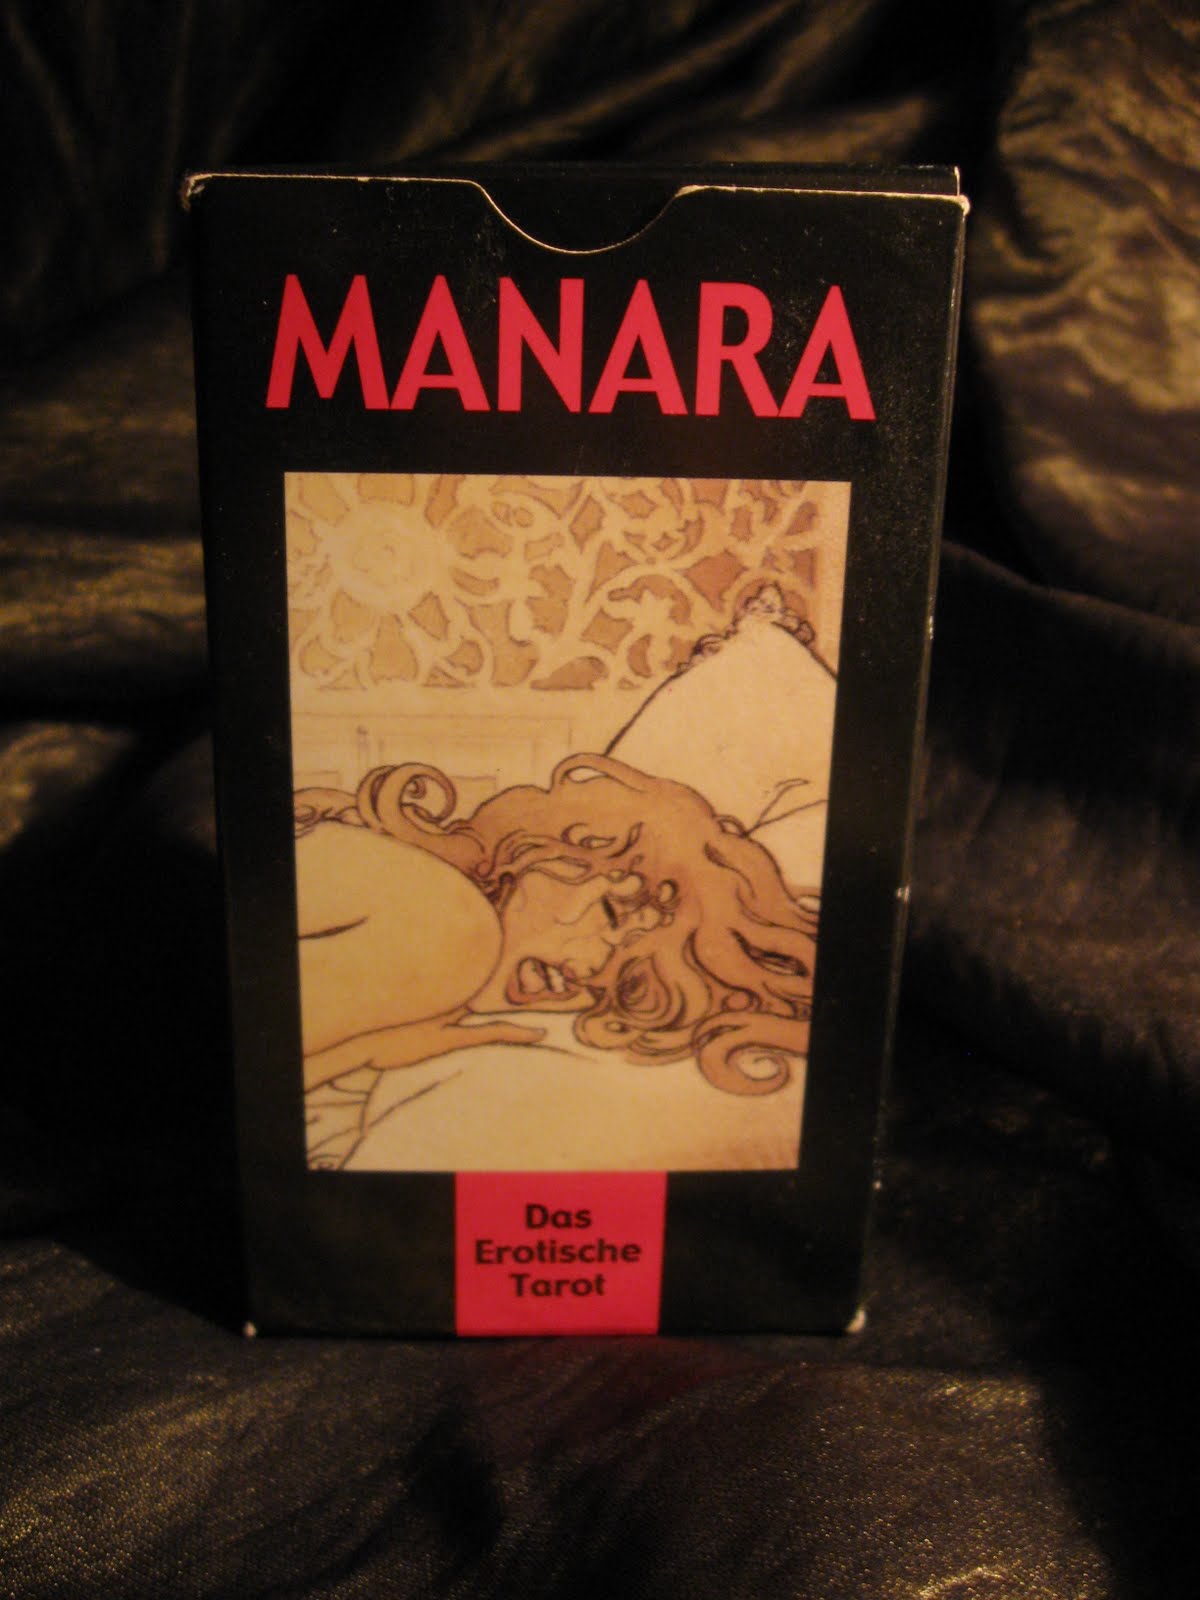 MANARA
Das
Erotische
Tarot